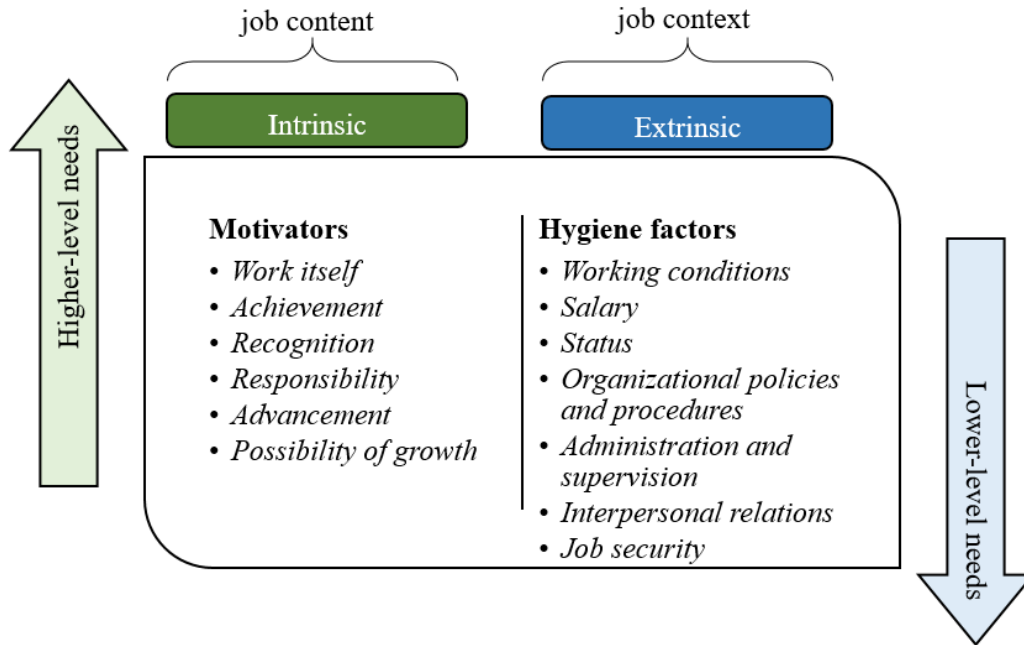 job content
job context
Intrinsic
Extrinsic
Higher-level needs
Motivators
• Work itself
• Achievement
• Recognition
• Responsibility
• Advancement
• Possibility of growth
Hygiene factors
• Working conditions
• Salary
• Status
• Organizational policies
and procedures
• Administration and
supervision
• Interpersonal relations
• Job security
Lower-level needs